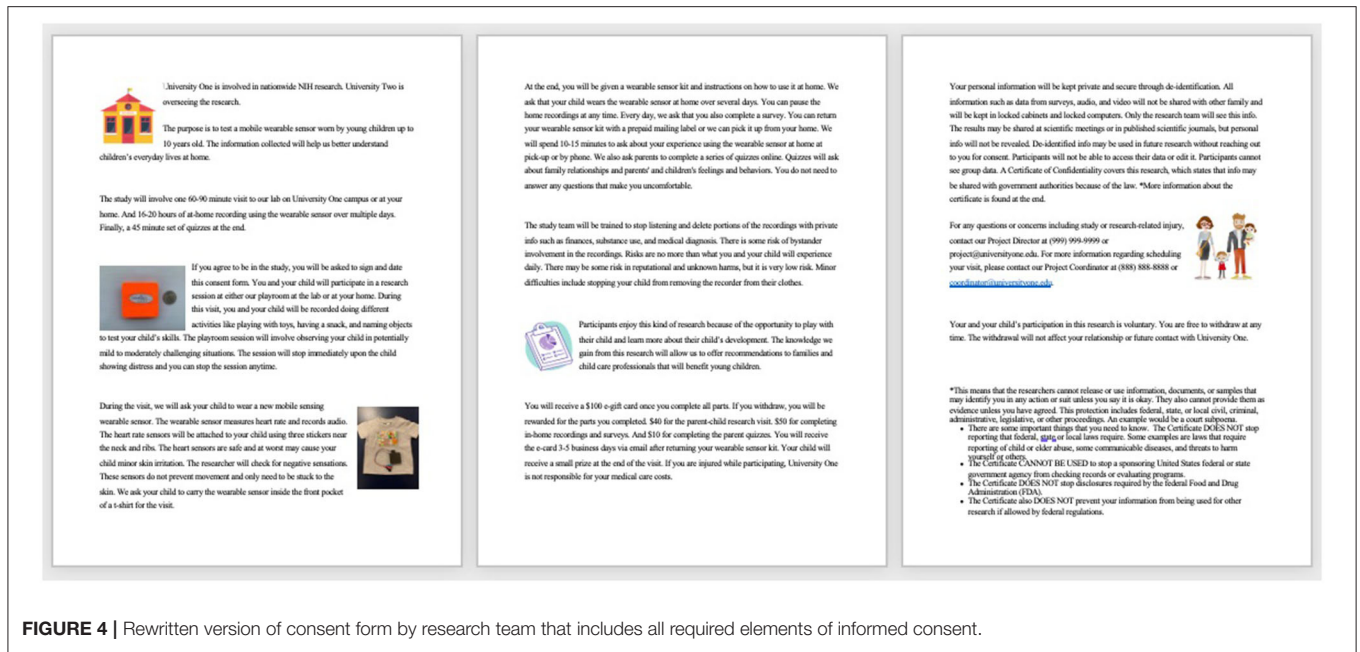 University One is involved in nationwide NIH research. University Two is
overseeing the research.
The purpose is to test a mobile wearable sensor worn by young children up to
10 years old. The information collected will help us better understand
children's everyday lives at home.
The study will involve one 60-90 minute visit to our lab on University One campus or at your
home. And 16-20 hours of at-home recording using the wearable sensor over multiple days.
Finally, a 45 minute set of quizzes at the end.
If you agree to be in the study, you will be asked to sign and date
this consent form. You and your child will participate in a research
session at either our playroom at the lab or at your home. During
this visit, you and your child will be recorded doing different
activities like playing with toys, having a snack, and naming objects
to test your child's skills. The playroom session will involve observing your child in potentially
mild to moderately challenging situations. The session will stop immediately upon the child
showing distress and you can stop the session anytime.
During the visit, we will ask your child to wear a new mobile sensing
wearable sensor. The wearable sensor measures heart rate and records audio.
The heart rate sensors will be attached to your child using three stickers near
the neck and ribs. The heart sensors are safe and at worst may cause your
child minor skin irritation. The researcher will check for negative sensations.
These sensors do not prevent movement and only need to be stuck to the
skin. We ask your child to carry the wearable sensor inside the front pocket
of a t-shirt for the visit.
At the end, you will be given a wearable sensor kit and instructions on how to use it at home. We
ask that your child wears the wearable sensor at home over several days. You can pause the
home recordings at any time. Every day, we ask that you also complete a survey. You can return
your wearable sensor kit with a prepaid mailing label or we can pick it up from your home. We
will spend 10-15 minutes to ask about your experience using the wearable sensor at home at
pick-up or by phone. We also ask parents to complete a series of quizzes online. Quizzes will ask
about family relationships and parents' and children's feelings and behaviors. You do not need to
answer any questions that make you uncomfortable.
The study team will be trained to stop listening and delete portions of the recordings with private
info such as finances, substance use, and medical diagnosis. There is some risk of bystander
involvement in the recordings. Risks are no more than what you and your child will experience
daily. There may be some risk in reputational and unknown harms, but it is very low risk. Minor
difficulties include stopping your child from removing the recorder from their clothes.
Participants enjoy this kind of research because of the opportunity to play with
their child and learn more about their child's development. The knowledge we
gain from this research will allow us to offer recommendations to families and
child care professionals that will benefit young children.
You will receive a $100 e-gift card once you complete all parts. If you withdraw, you will be
rewarded for the parts you completed. $40 for the parent-child research visit. $50 for completing
in-home recordings and surveys. And $10 for completing the parent quizzes. You will receive
the e-card 3-5 business days via email after returning your wearable sensor kit. Your child will
receive a small prize at the end of the visit. If you are injured while participating, University One
is not responsible for your medical care costs.
Your personal information will be kept private and secure through de-identification. All
information such as data from surveys, audio, and video will not be shared with other family and
will be kept in locked cabinets and locked computers. Only the research team will see this info.
The results may be shared at scientific meetings or in published scientific journals, but personal
info will not be revealed. De-identified info may be used in future research without reaching out
to you for consent. Participants will not be able to access their data or edit it. Participants cannot
see group data. A Certificate of Confidentiality covers this research, which states that info may
be shared with government authorities because of the law. *More information about the
certificate is found at the end.
For any questions or concerns including study or research-related injury,
contact our Project Director at (999) 999-9999 or
project@universityone.edu. For more information regarding scheduling
your visit, please contact our Project Coordinator at (888) 888-8888 or
coordinator@universityone.edu.
Your and your child's participation in this research is voluntary. You are free to withdraw at any
time. The withdrawal will not affect your relationship or future contact with University One.
*This means that the researchers cannot release or use information, documents, or samples that
may identify you in any action or suit unless you say it is okay. They also cannot provide them as
evidence unless you have agreed. This protection includes federal, state, or local civil, criminal,
administrative, legislative, or other proceedings. An example would be a court subpoena.
• There are some important things that you need to know. The Certificate DOES NOT stop
reporting that federal, state or local laws require. Some examples are laws that require
reporting of child or elder abuse, some communicable diseases, and threats to harm
yourself or others.
• The Certificate CANNOT BE USED to stop a sponsoring United States federal or state
government agency from checking records or evaluating programs.
• The Certificate DOES NOT stop disclosures required by the federal Food and Drug
Administration (FDA).
• The Certificate also DOES NOT prevent your information from being used for other
research if allowed by federal regulations.
FIGURE 4 | Rewritten version of consent form by research team that includes all required elements of informed consent.